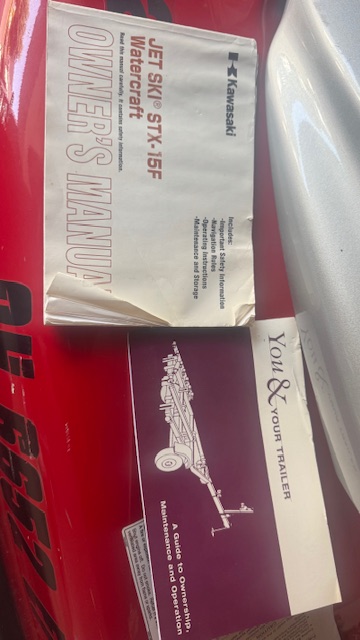 Kawasaki
JET SKI® STX-15F
Watercraft
Read this manual carefully. It contains safety information.
OWNER'S MANUA
Includes:
•Important Safety Information
•Navigation Rules
•Operating Instructions
•Maintenance and Storage
You &
YOUR TRAILER
A Guide to Ownership,
Maintenance and Operation